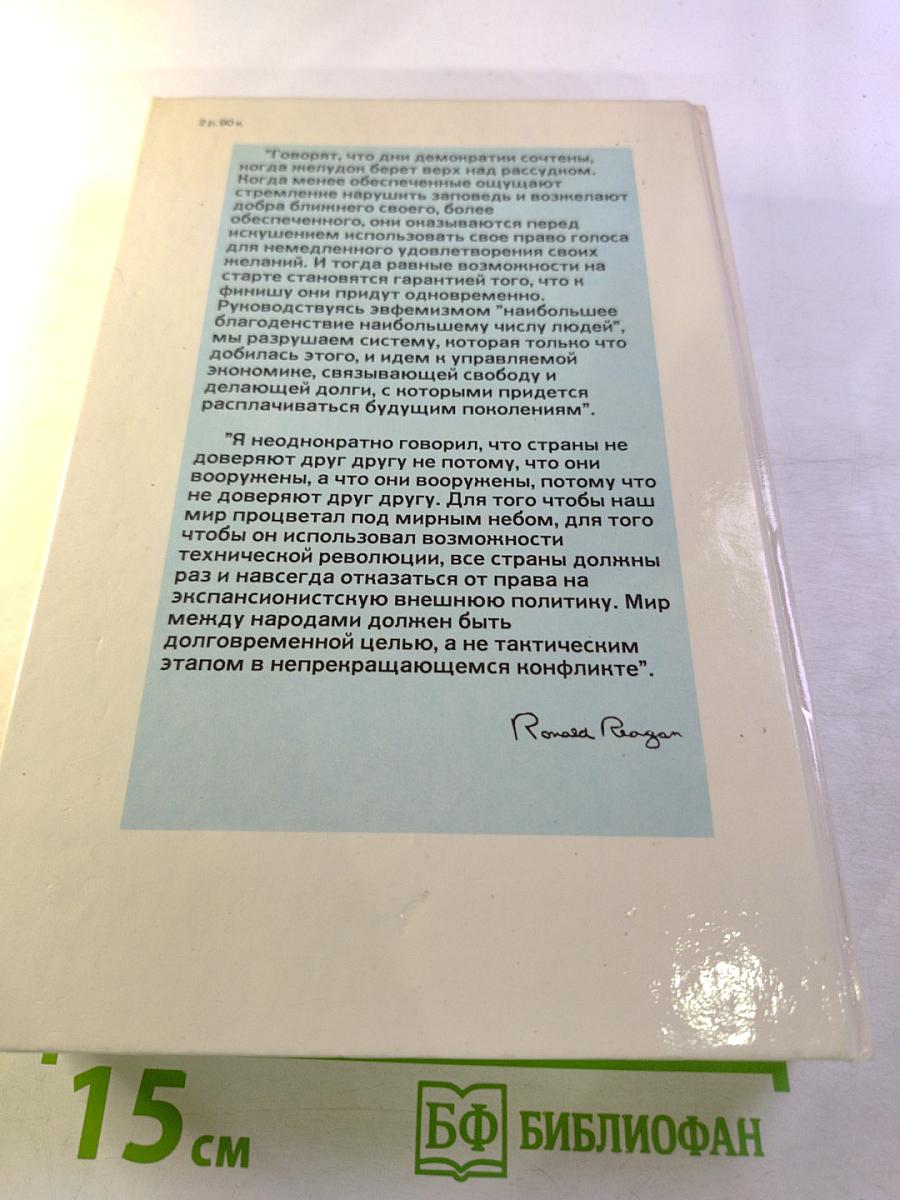 2 р. 80 к.
"Говорят, что дни демократии сочтены,
когда желудок берет верх над рассудком.
Когда менее обеспеченные ощущают
стремление нарушить заповедь и возжелают
добра ближнего своего, более
обеспеченного, они оказываются перед
искушением использовать свое право голоса
для немедленного удовлетворения своих
желаний. И тогда равные возможности на
старте становятся гарантией того, что к
финишу они придут одновременно.
Руководствуясь эвфемизмом "наибольшее
благоденствие наибольшему числу людей",
мы разрушаем систему, которая только что
добилась этого, и идем к управляемой
экономике, связывающей свободу и
делающей долги, с которыми придется
расплачиваться будущим поколениям".
"Я неоднократно говорил, что страны не
доверяют друг другу не потому, что они
вооружены, а что они вооружены, потому что
не доверяют друг другу. Для того чтобы наш
мир процветал под мирным небом, для того
чтобы он использовал возможности
технической революции, все страны должны
раз и навсегда отказаться от права на
экспансионистскую внешнюю политику. Мир
между народами должен быть
долговременной целью, а не тактическим
этапом в непрекращающемся конфликте".
Ronald Reagan
15 см
БФ БИБЛИОФАН